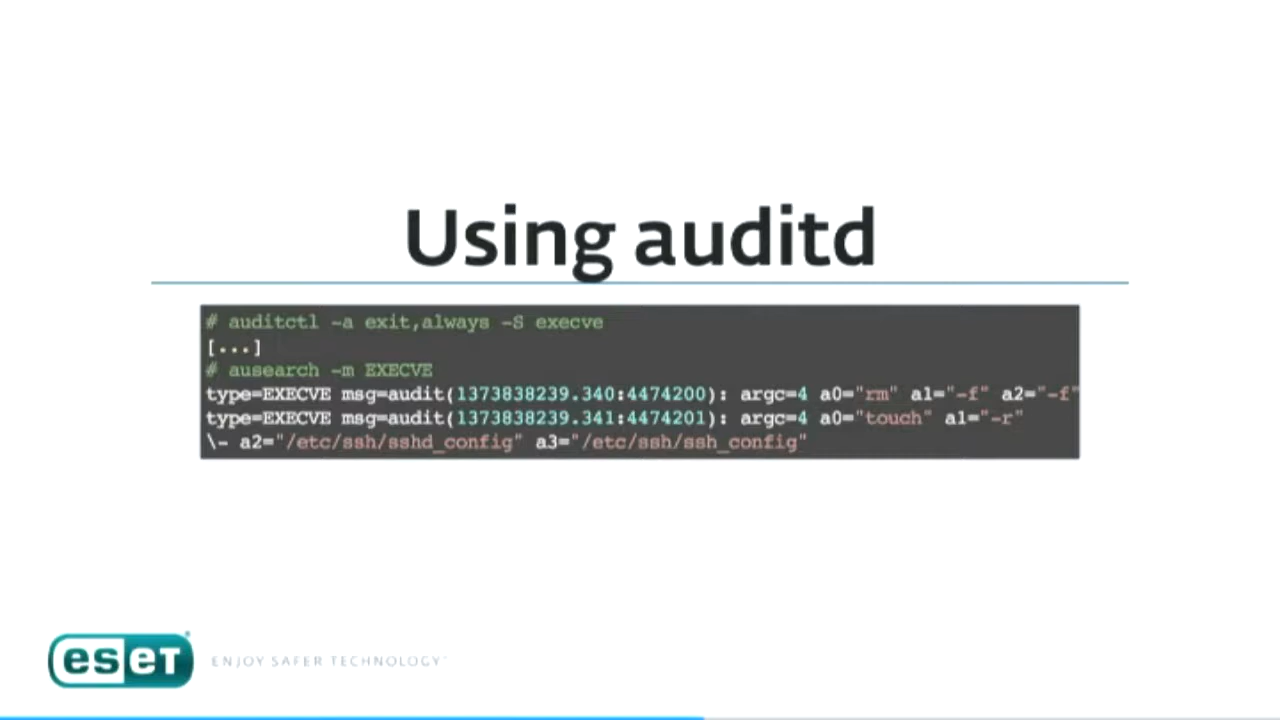 Using auditd
# auditctl -a exit,always -S execve
[...]
# ausearch -m EXECVE
type=EXECVE msg=audit(1373838239.340:4474200): argc=4 a0="rm" a1="-f" a2="-f"
type=EXECVE msg=audit(1373838239.341:4474201): argc=4 a0="touch" a1="-r"
\- a2="/etc/ssh/sshd_config" a3="/etc/ssh/ssh_config"
eset ENJOY SAFER TECHNOLOGY™